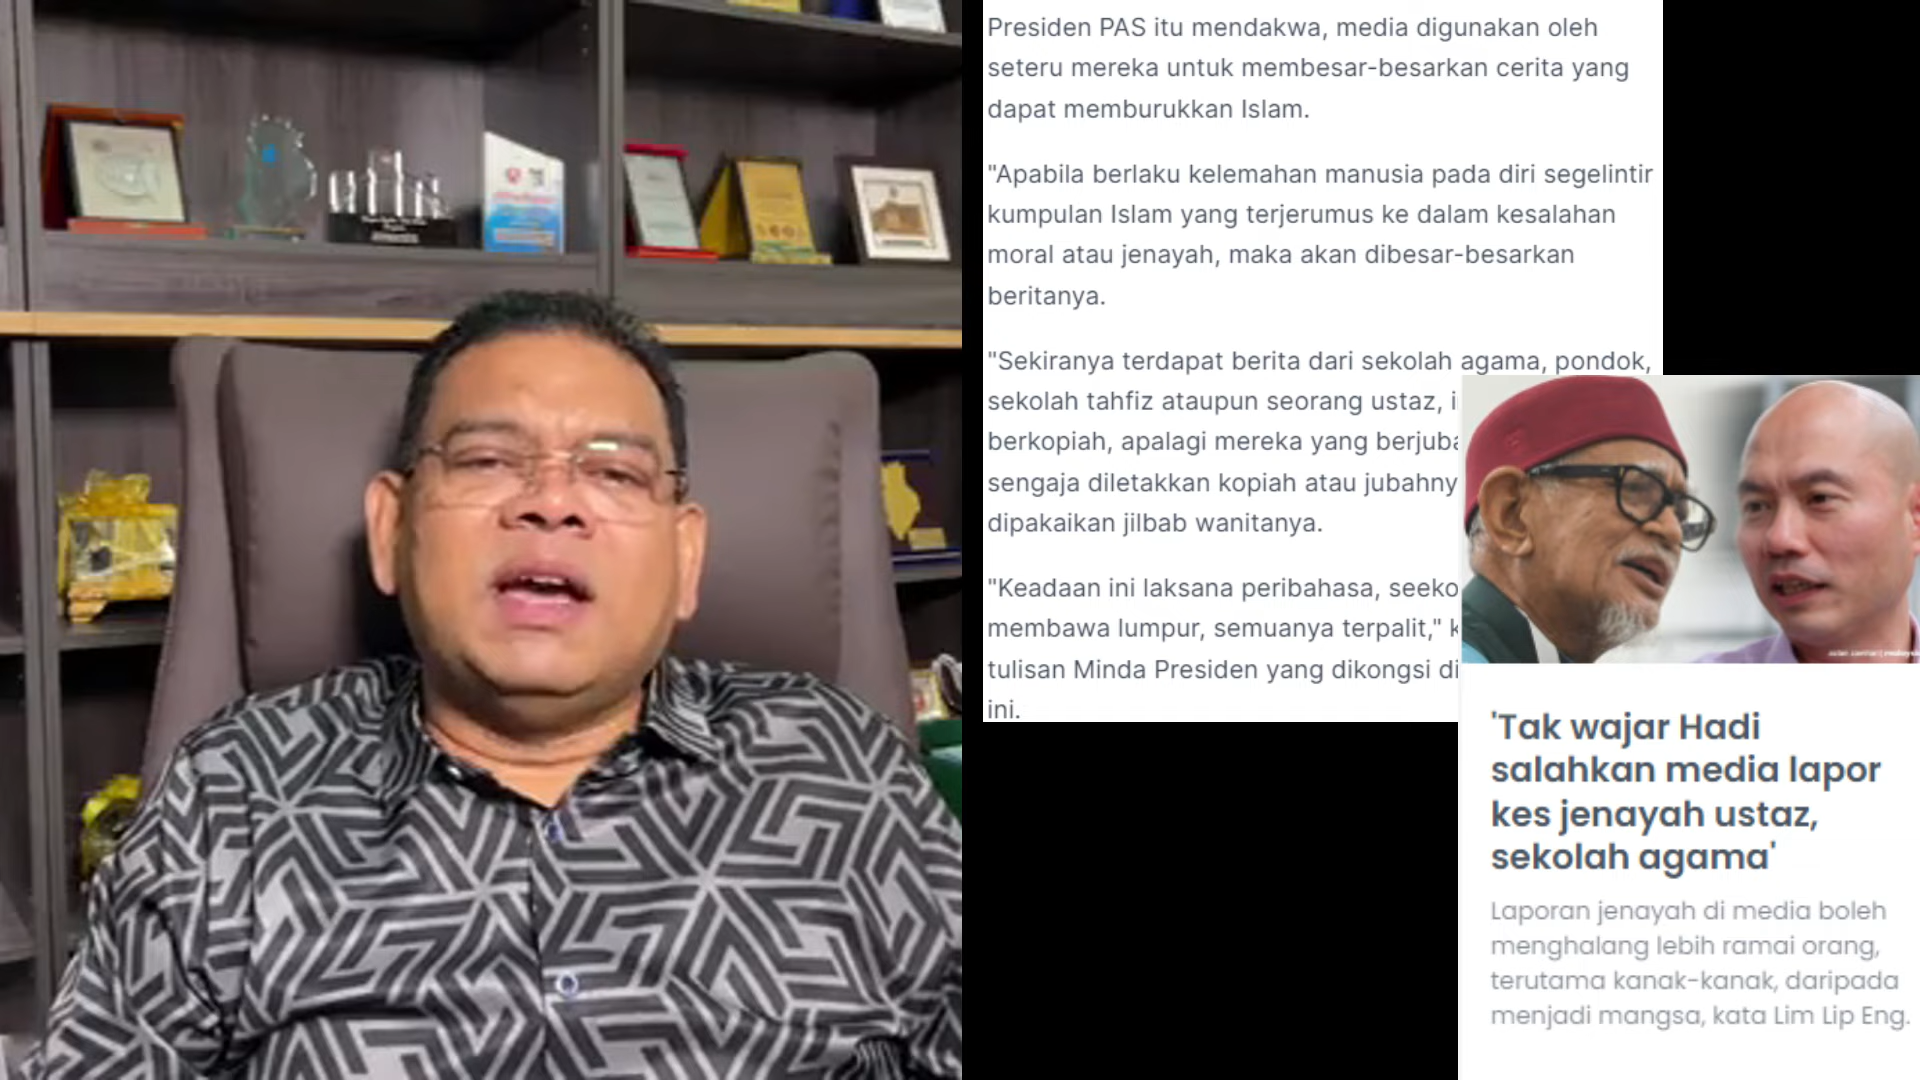 Presiden PAS itu mendakwa, media digunakan oleh
seteru mereka untuk membesar-besarkan cerita yang
dapat memburukkan Islam.
"Apabila berlaku kelemahan manusia pada diri segelintir
kumpulan Islam yang terjerumus ke dalam kesalahan
moral atau jenayah, maka akan dibesar-besarkan
beritanya.
"Sekiranya terdapat berita dari sekolah agama, pondok,
sekolah tahfiz ataupun seorang ustaz,
berkopiah, apalagi mereka yang
sengaja diletakkan kopiah atau
dipakaikan jilbab wanitanya.
"Keadaan ini laksana peribahasa,
membawa lumpur, semuanya terpalit,"
tulisan Minda Presiden yang dikongsi
ini.
'Tak wajar Hadi
salahkan media lapor
kes jenayah ustaz,
sekolah agama'
Laporan jenayah di media boleh
menghalang lebih ramai orang,
terutama kanak-kanak, daripada
menjadi mangsa, kata Lim Lip Eng.